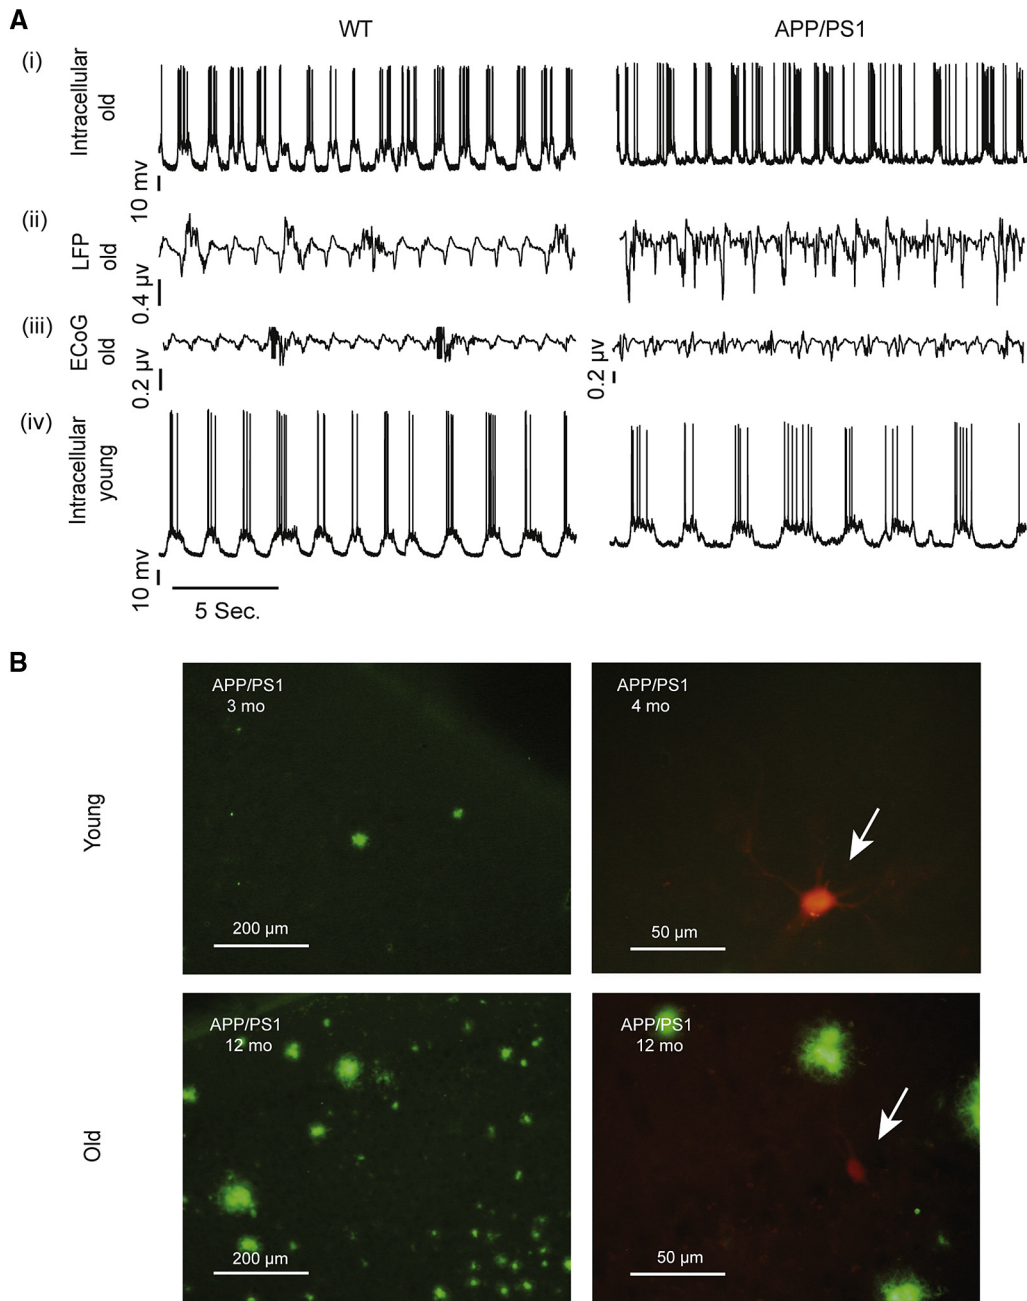 A
WT
APP/PS1
(i)
Intracellular
old
10 mv
(ii)
LFP
old
0.4 μv
(iii)
ECoG
old
0.2 μv
0.2 μv
(iv)
Intracellular
young
10 mv
5 Sec.
B
Young
APP/PS1
3 mo
200 μm
APP/PS1
4 mo
50 μm
Old
APP/PS1
12 mo
200 μm
APP/PS1
12 mo
50 μm